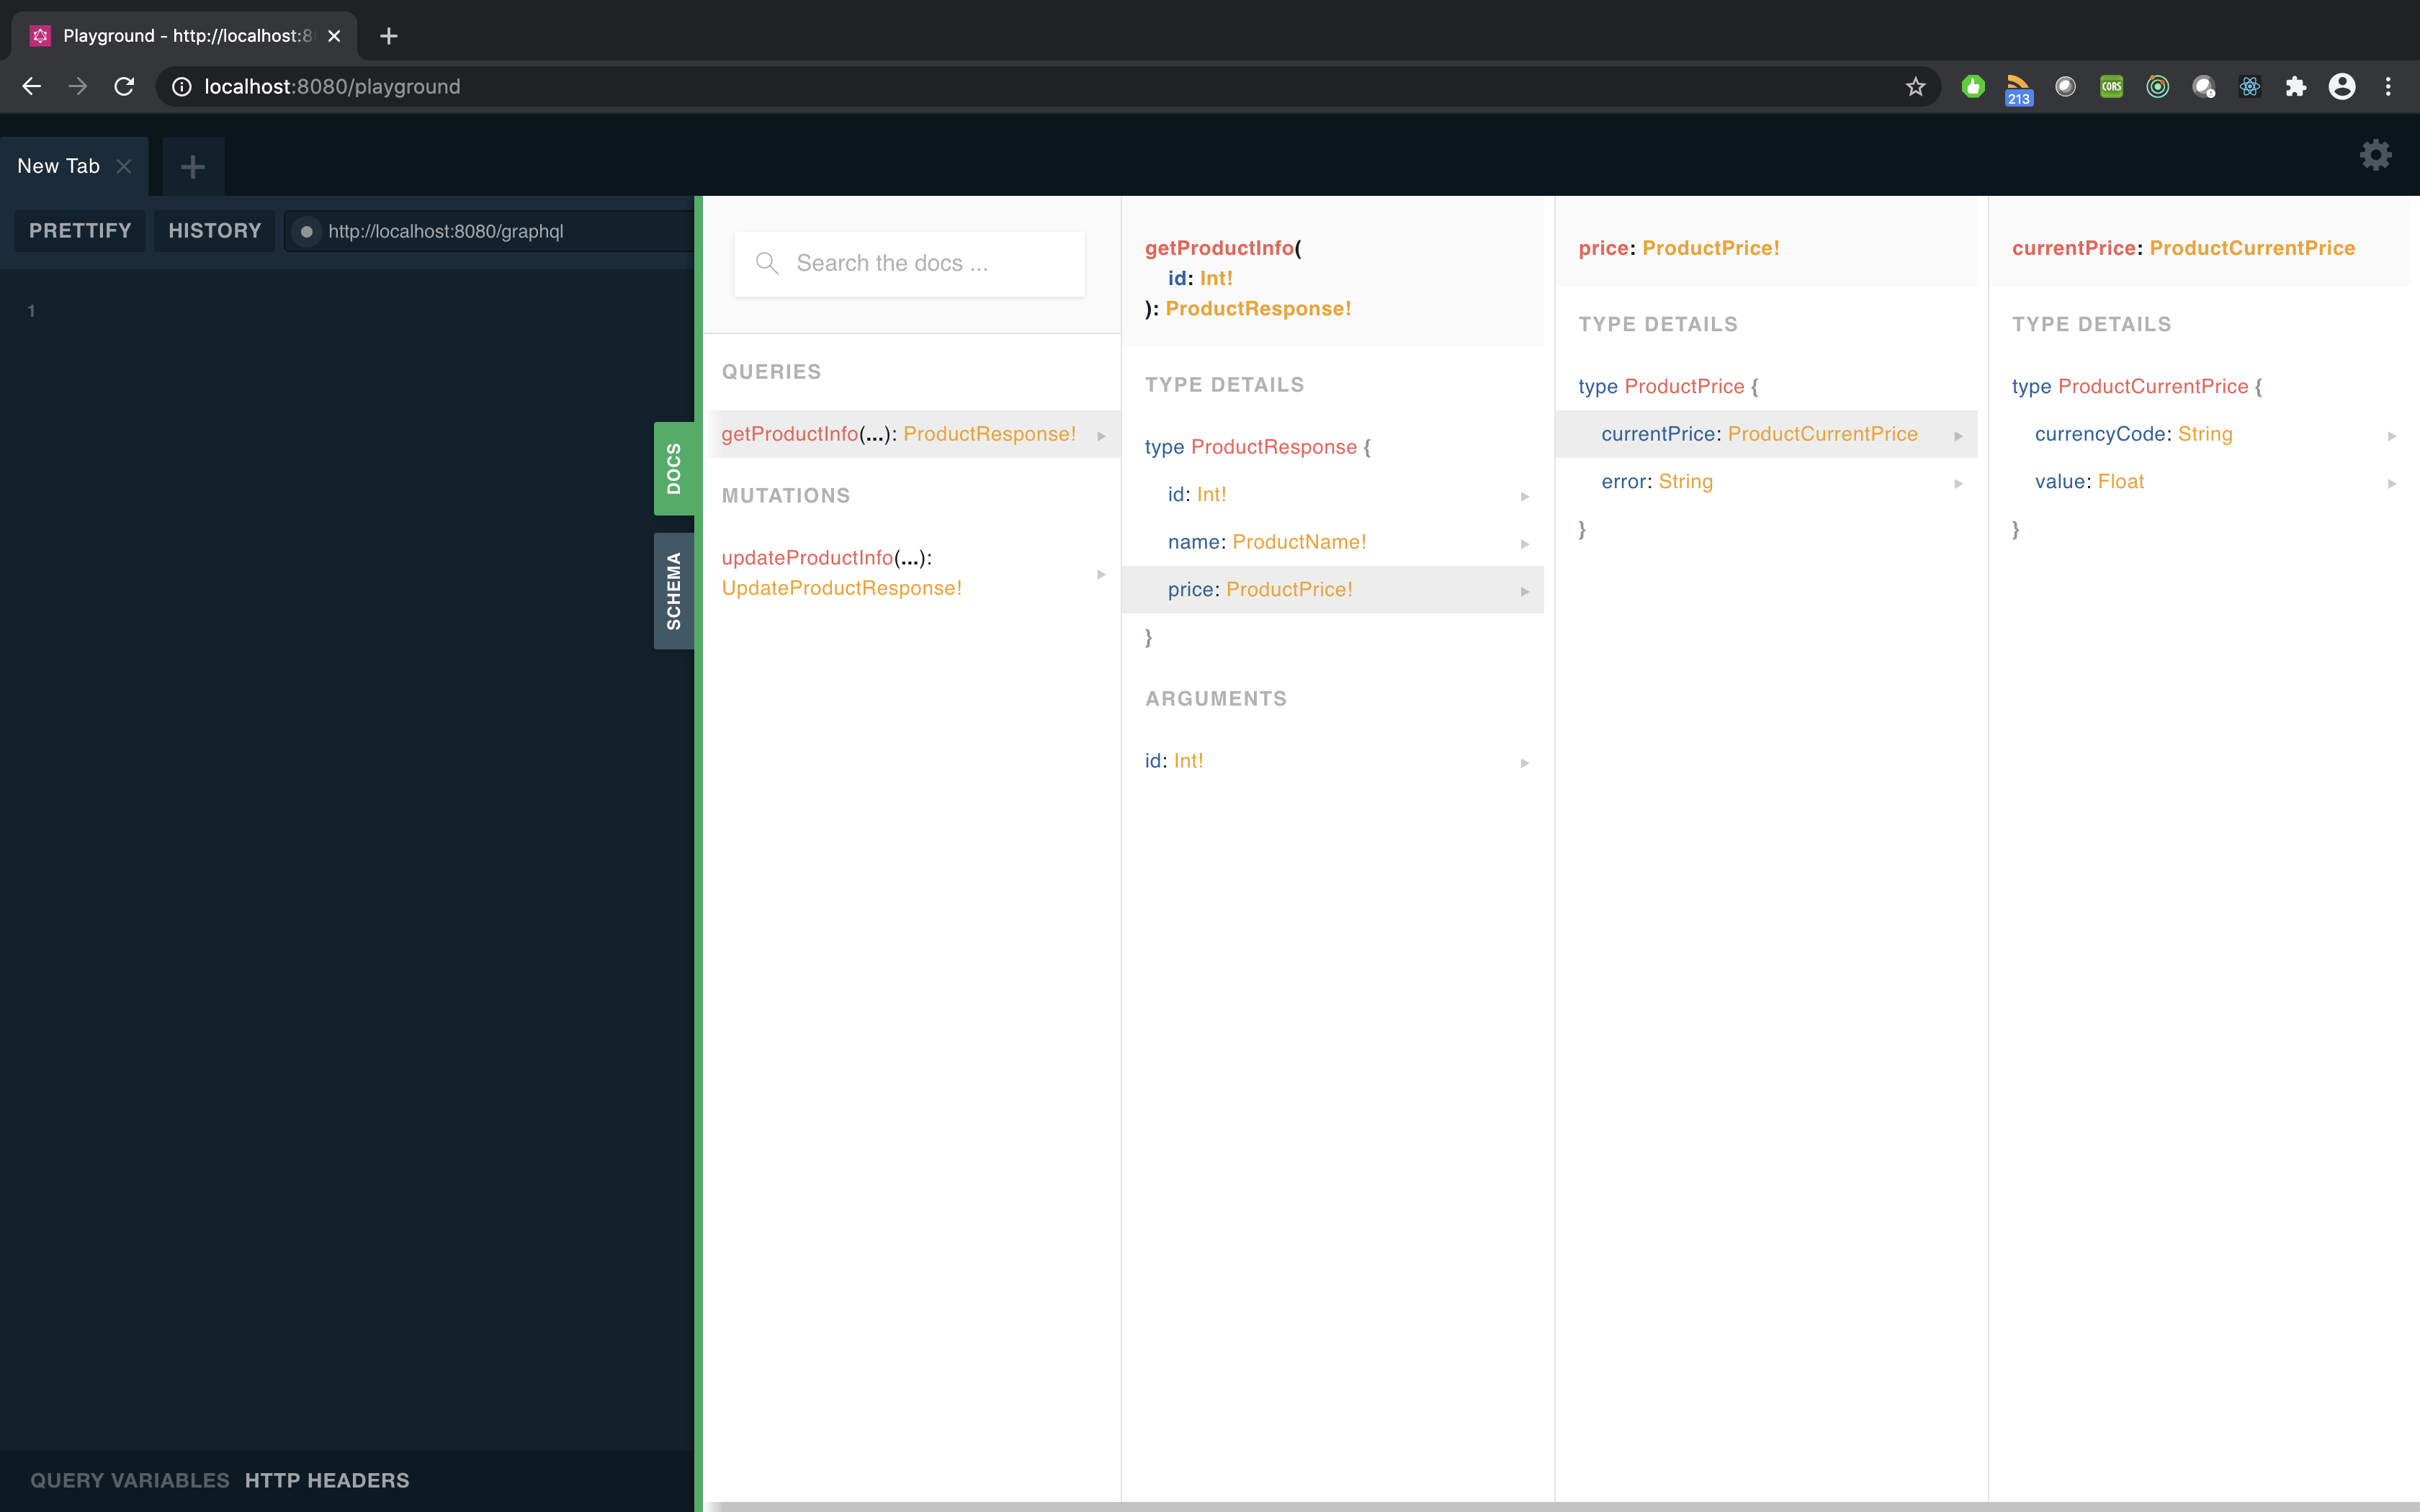 Playground - http://localhost:8
localhost:8080/playground
CORS
213
New Tab
PRETTIFY
HISTORY
http://localhost:8080/graphql
1
DOCS
SCHEMA
QUERY VARIABLES
HTTP HEADERS
Search the docs ...
QUERIES
getProductInfo(...): ProductResponse!
MUTATIONS
updateProductInfo(...):
UpdateProductResponse!
getProductInfo(
id: Int!
): ProductResponse!
TYPE DETAILS
type ProductResponse {
id: Int!
name: ProductName!
price: ProductPrice!
}
ARGUMENTS
id: Int!
price: ProductPrice!
TYPE DETAILS
type ProductPrice {
currentPrice: ProductCurrentPrice
error: String
}
currentPrice: ProductCurrentPrice
TYPE DETAILS
type ProductCurrentPrice {
currencyCode: String
value: Float
}